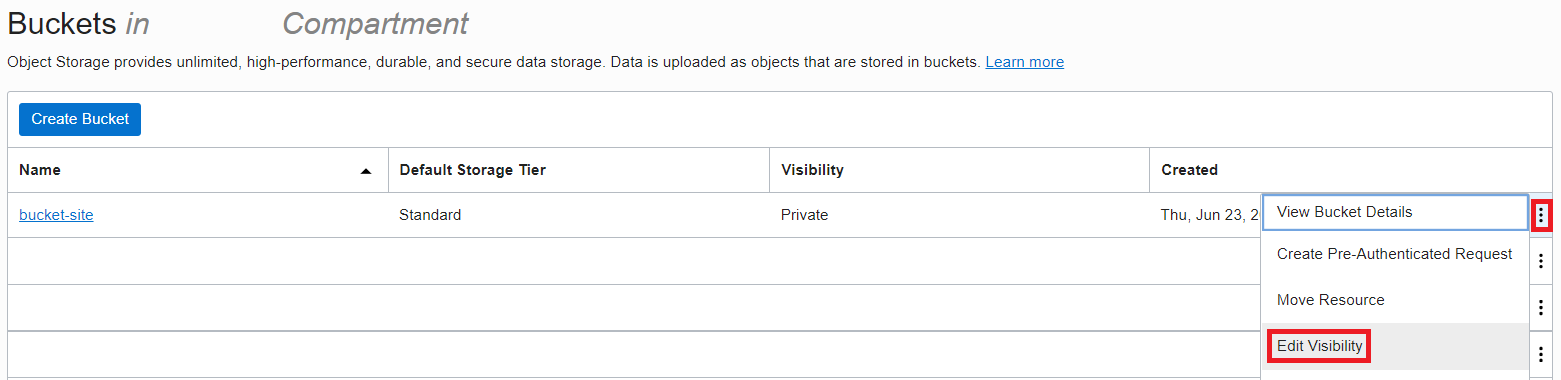 Buckets in Compartment
Object Storage provides unlimited, high-performance, durable, and secure data storage. Data is uploaded as objects that are stored in buckets. Learn more
Create Bucket
Name Default Storage Tier Visibility Created
bucket-site Standard Private Thu, Jun 23, 2
View Bucket Details
Create Pre-Authenticated Request
Move Resource
Edit Visibility